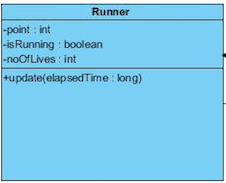 Runner
-point : int
-isRunning : boolean
-noOfLives : int
+update(elapsedTime : long)